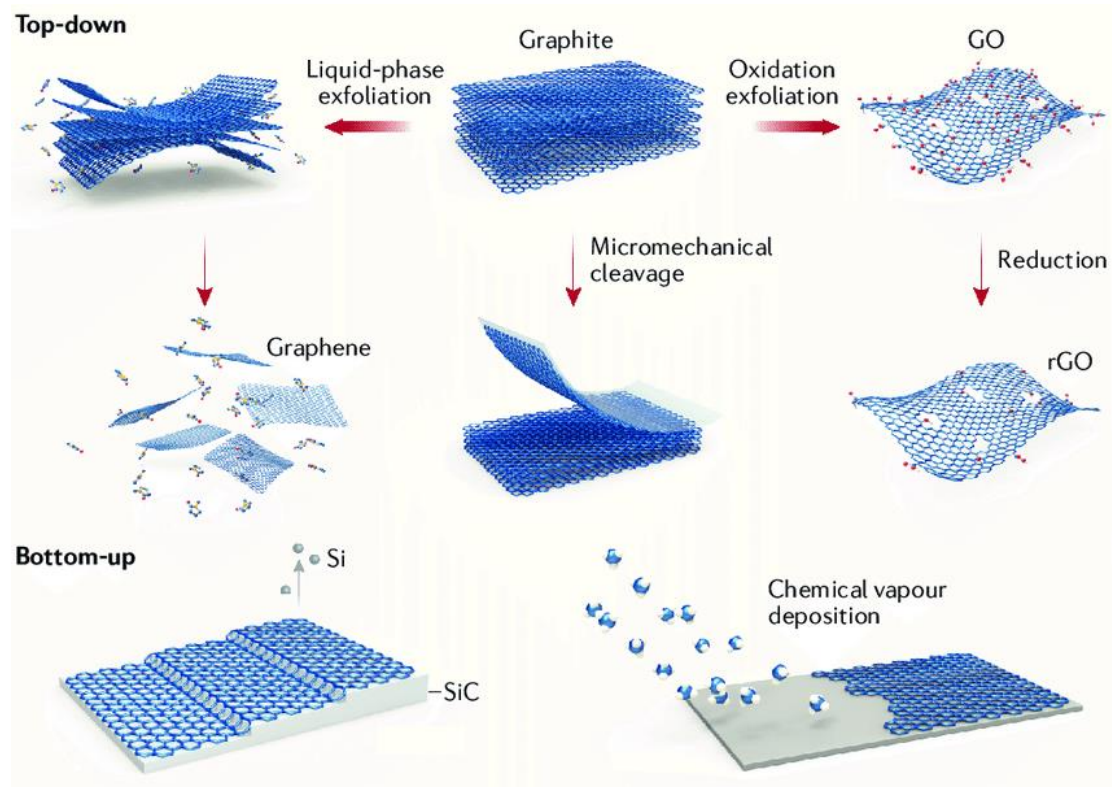 Top-down
Graphite
GO
Liquid-phase
exfoliation
Oxidation
exfoliation
Micromechanical
cleavage
Reduction
Graphene
rGO
Bottom-up
Si
Chemical vapour
deposition
SiC